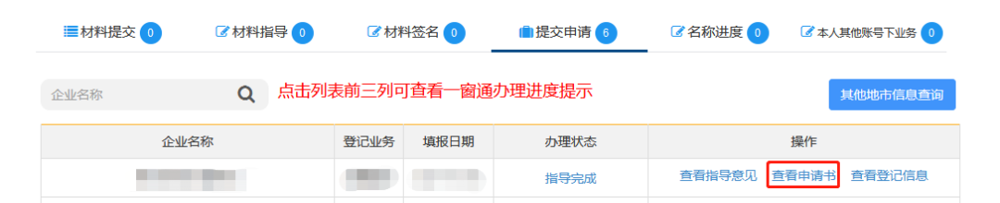 材料提交 0 材料指导 0 材料签名 0 提交申请 6 名称进度 0 本人其他账号下业务 0
企业名称 点击列表前三列可查看一窗通办理进度提示 其他地市信息查询
企业名称 登记业务 填报日期 办理状态 操作
指导完成 查看指导意见 查看申请书 查看登记信息